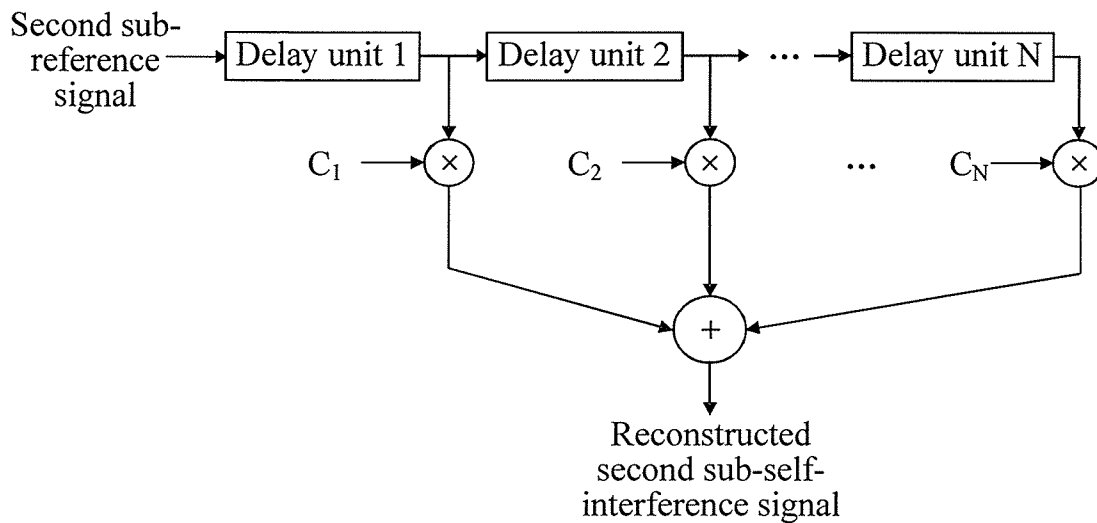 Second sub-
reference
signal
Delay unit 1
Delay unit 2
...
Delay unit N
C₁
×
C₂
×
...
C_N
×
+
Reconstructed
second sub-self-
interference signal